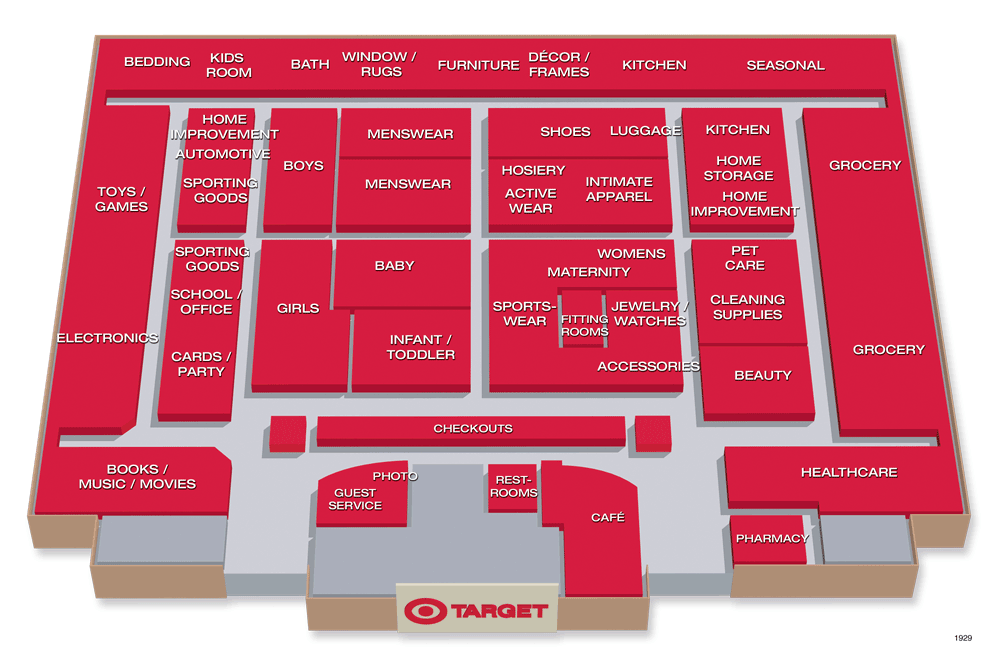 BEDDING
KIDS
ROOM
BATH
WINDOW /
RUGS
FURNITURE
DÉCOR /
FRAMES
KITCHEN
SEASONAL
HOME
IMPROVEMENT
AUTOMOTIVE
SPORTING
GOODS
BOYS
MENSWEAR
MENSWEAR
SHOES
LUGGAGE
HOSIERY
ACTIVE
WEAR
INTIMATE
APPAREL
KITCHEN
HOME
STORAGE
HOME
IMPROVEMENT
GROCERY
TOYS /
GAMES
SPORTING
GOODS
SCHOOL /
OFFICE
CARDS /
PARTY
GIRLS
BABY
INFANT /
TODDLER
WOMENS
MATERNITY
SPORTS-
WEAR
FITTING
ROOMS
JEWELRY /
WATCHES
ACCESSORIES
PET
CARE
CLEANING
SUPPLIES
BEAUTY
GROCERY
ELECTRONICS
CHECKOUTS
BOOKS /
MUSIC / MOVIES
PHOTO
GUEST
SERVICE
REST-
ROOMS
CAFÉ
HEALTHCARE
PHARMACY
TARGET
1929